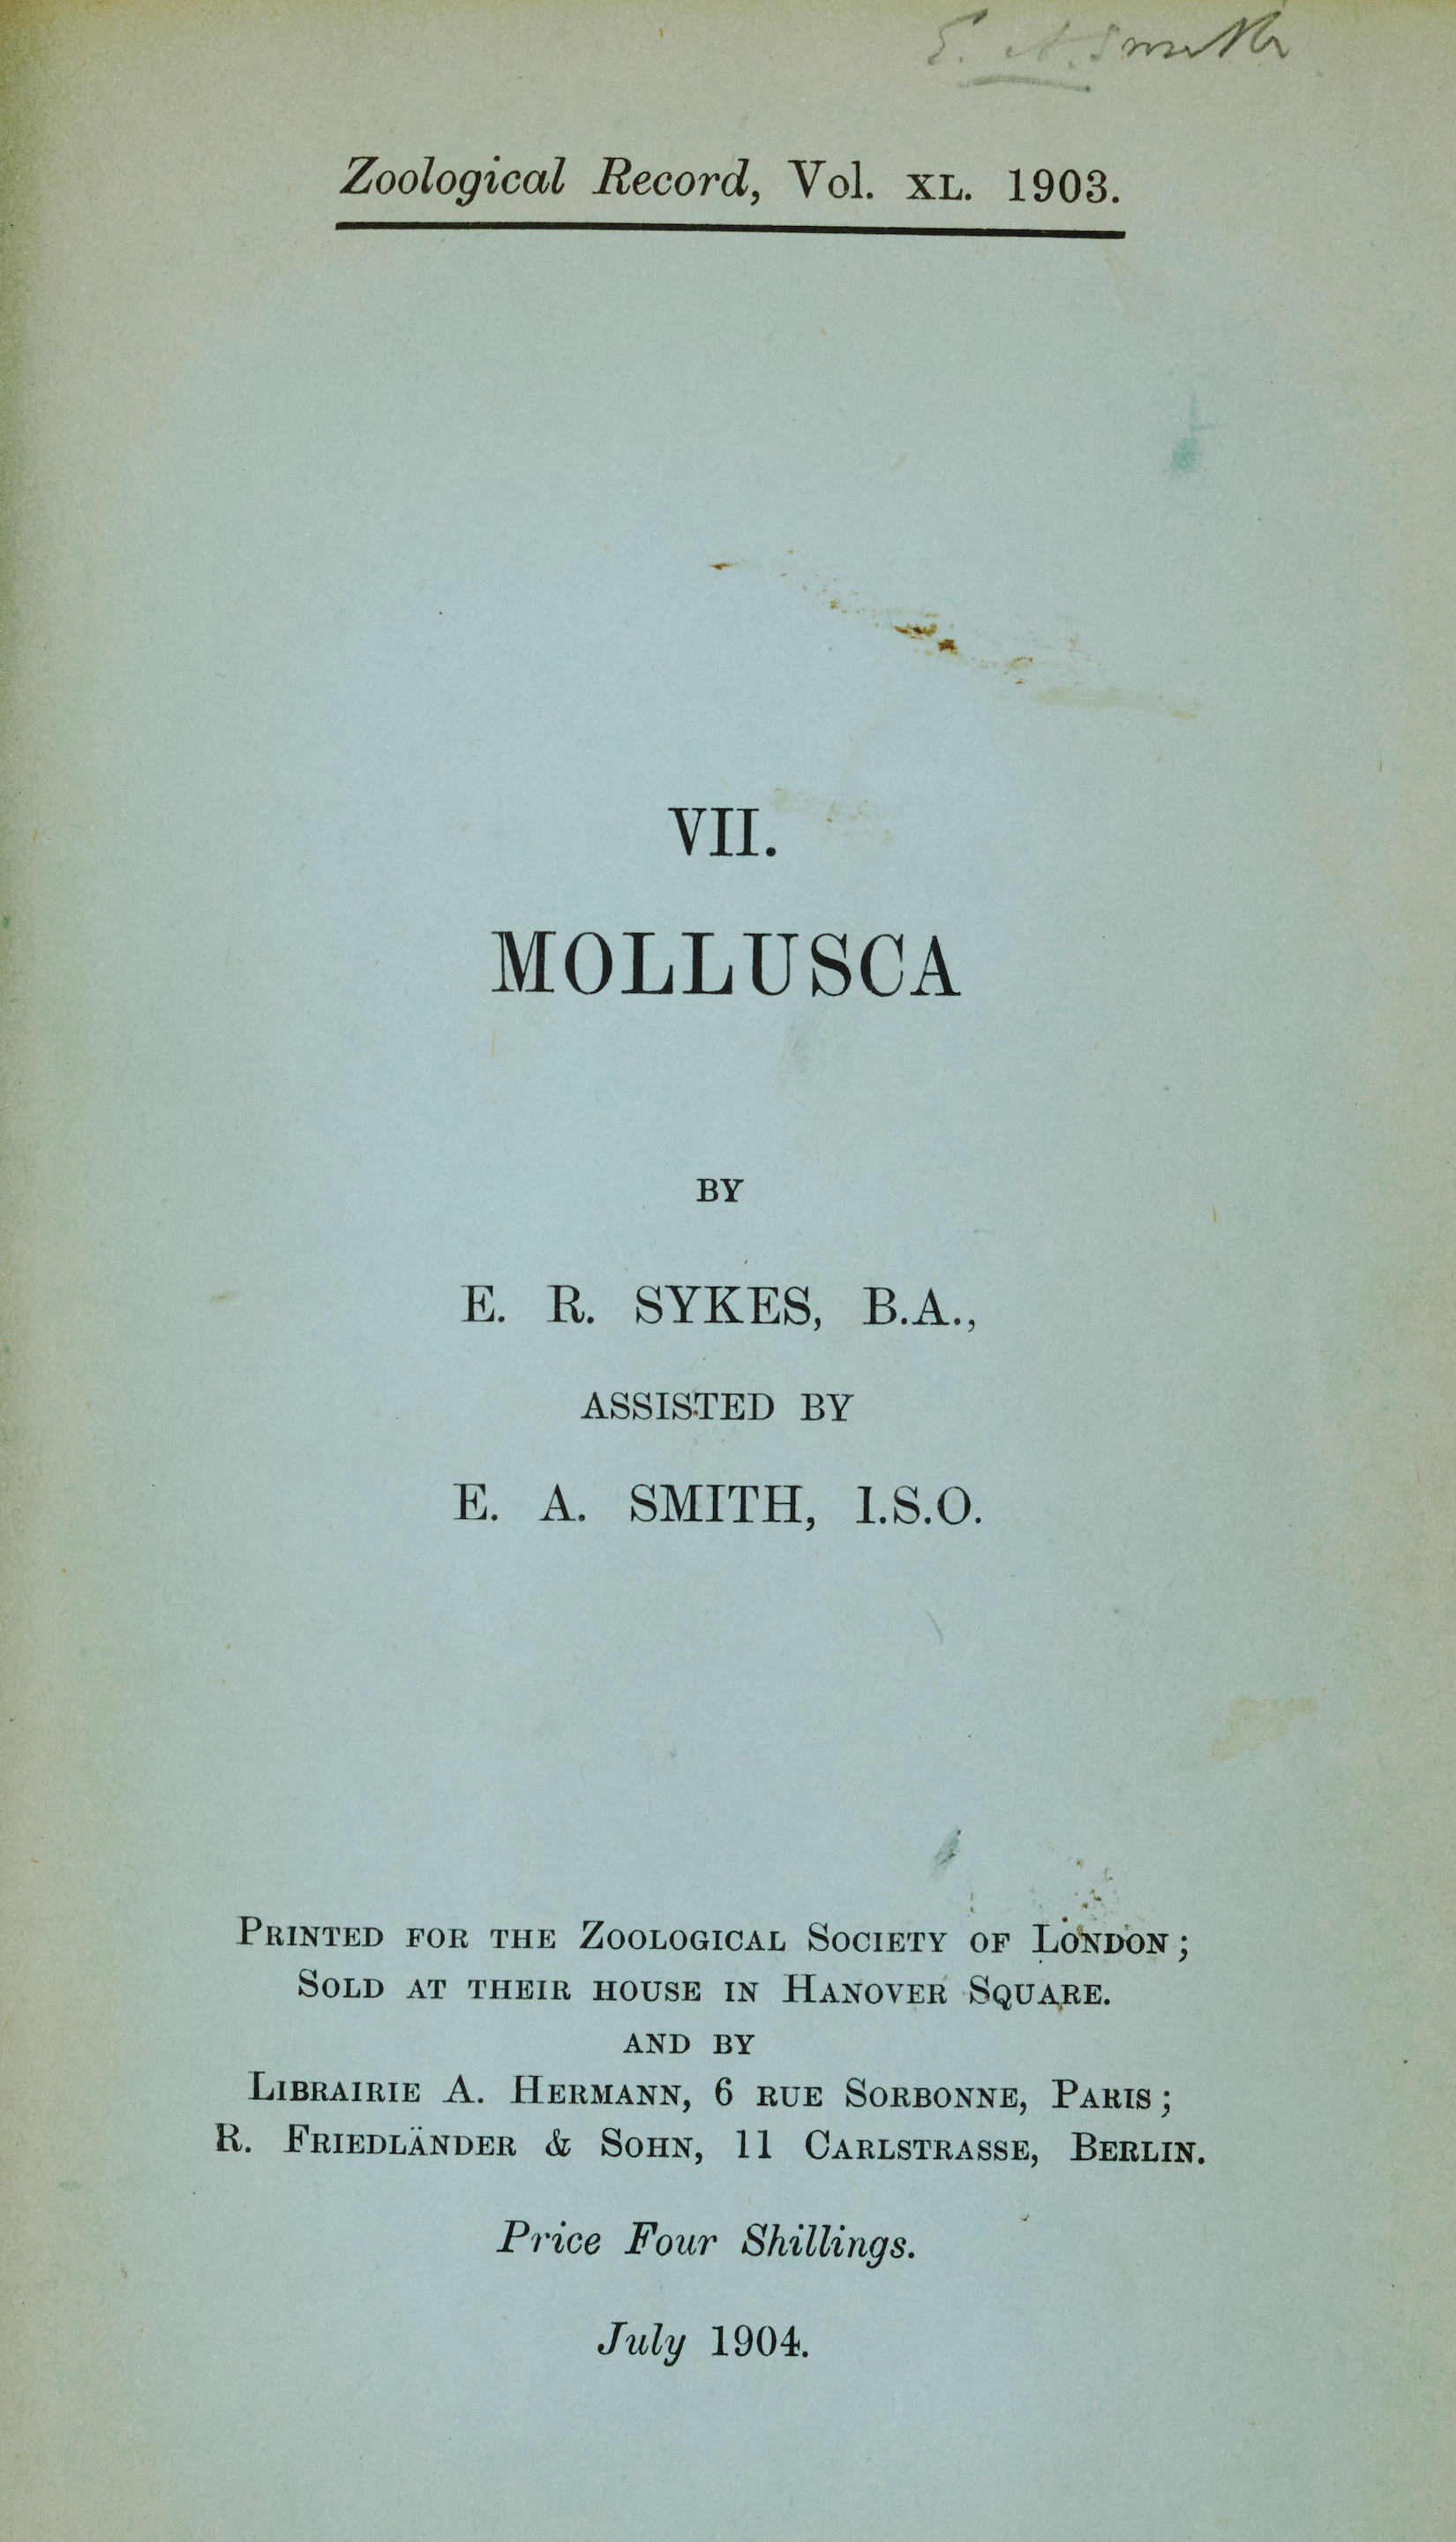 E. A. Smith
Zoological Record, Vol. XL. 1903.
VII.
MOLLUSCA
BY
E. R. SYKES, B.A.,
ASSISTED BY
E. A. SMITH, I.S.O.
PRINTED FOR THE ZOOLOGICAL SOCIETY OF LONDON;
SOLD AT THEIR HOUSE IN HANOVER SQUARE.
AND BY
LIBRAIRIE A. HERMANN, 6 RUE SORBONNE, PARIS;
R. FRIEDLÄNDER & SOHN, 11 CARLSTRASSE, BERLIN.
Price Four Shillings.
July 1904.